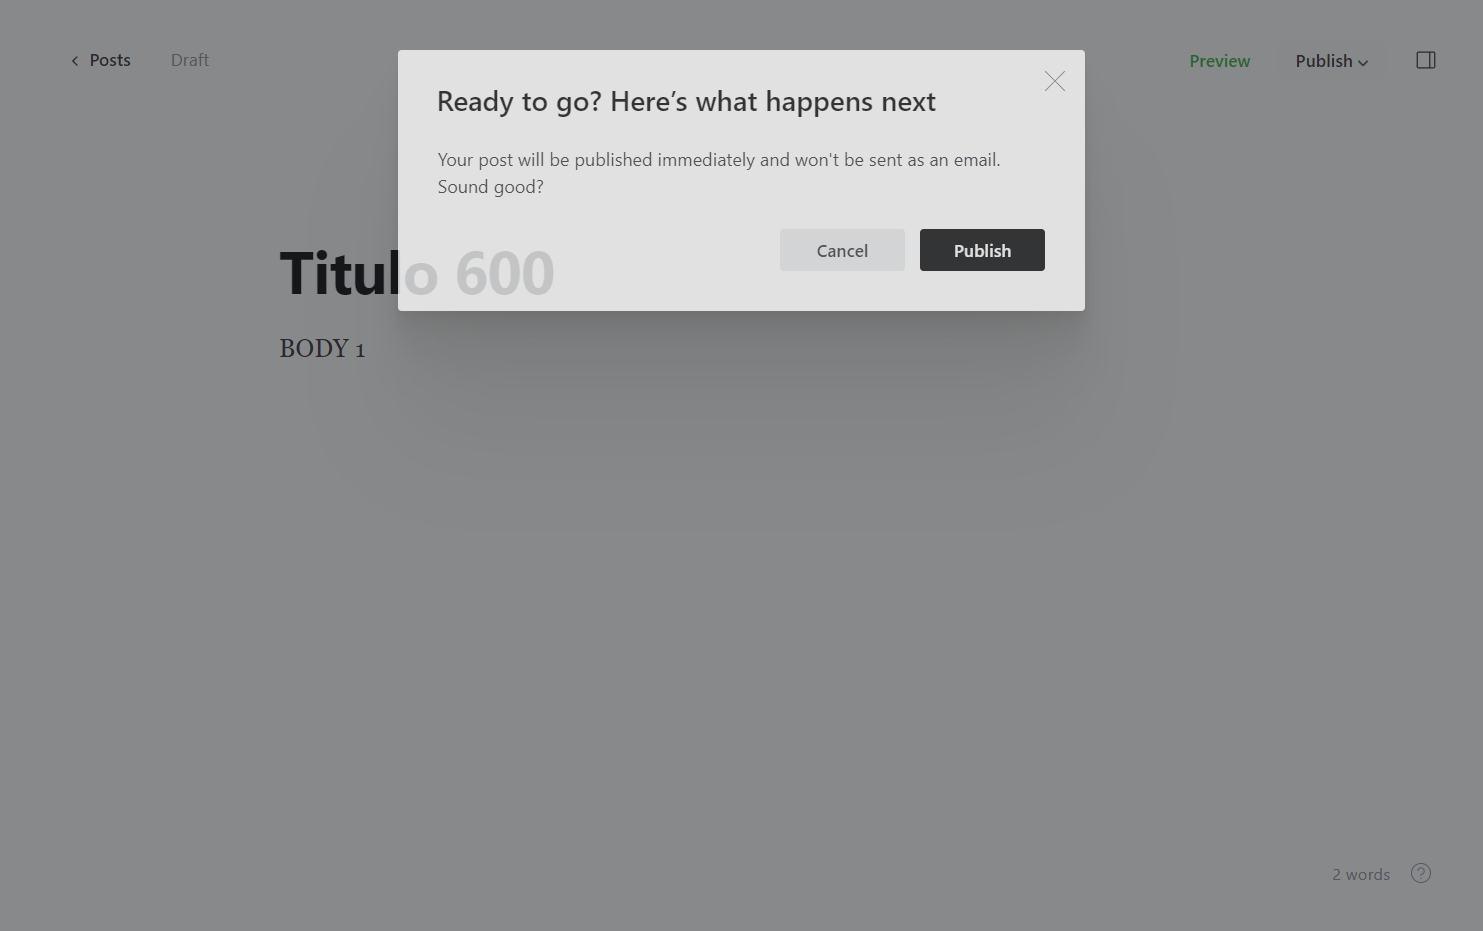 Posts
Draft
Preview
Publish
Ready to go? Here’s what happens next
Your post will be published immediately and won't be sent as an email.
Sound good?
Cancel
Publish
Titulo 600
BODY 1
2 words
?